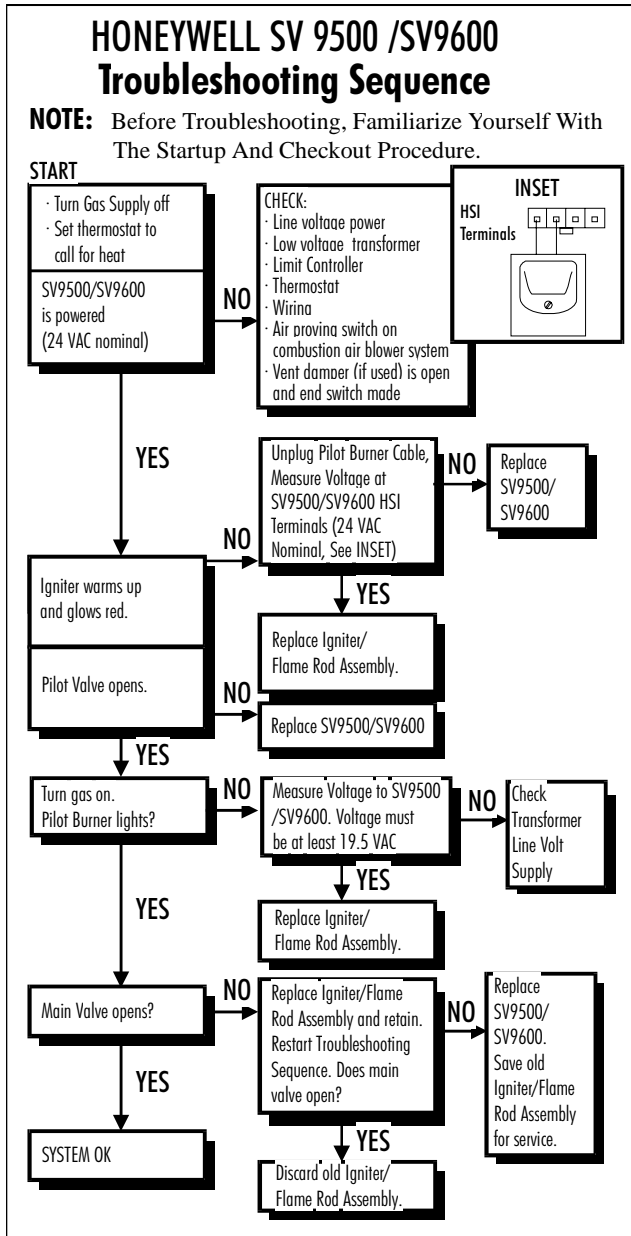 HONEYWELL SV 9500 /SV9600
Troubleshooting Sequence
NOTE: Before Troubleshooting, Familiarize Yourself With
The Startup And Checkout Procedure.
START
· Turn Gas Supply off
· Set thermostat to
call for heat
SV9500/SV9600
is powered
(24 VAC nominal)
NO
CHECK:
· Line voltage power
· Low voltage transformer
· Limit Controller
· Thermostat
· Wirina
· Air proving switch on
combustion air blower system
· Vent damper (if used) is open
and end switch made
INSET
HSI
Terminals
YES
Igniter warms up
and glows red.
NO
Unplug Pilot Burner Cable,
Measure Voltage at
SV9500/SV9600 HSI
Terminals (24 VAC
Nominal, See INSET)
NO
Replace
SV9500/
SV9600
YES
Replace Igniter/
Flame Rod Assembly.
Pilot Valve opens.
NO
Replace SV9500/SV9600
YES
Turn gas on.
Pilot Burner lights?
NO
Measure Voltage to SV9500
/SV9600. Voltage must
be at least 19.5 VAC
NO
Check
Transformer
Line Volt
Supply
YES
Replace Igniter/
Flame Rod Assembly.
YES
Main Valve opens?
NO
Replace Igniter/Flame
Rod Assembly and retain.
Restart Troubleshooting
Sequence. Does main
valve open?
NO
Replace
SV9500/
SV9600.
Save old
Igniter/Flame
Rod Assembly
for service.
YES
Discard old Igniter/
Flame Rod Assembly.
YES
SYSTEM OK